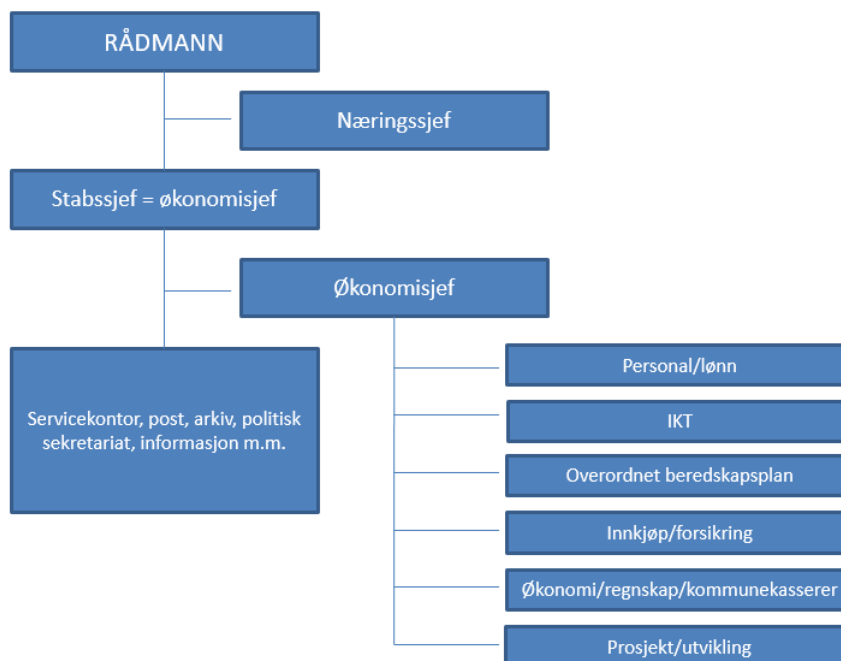 RÅDMANN
Næringssjef
Stabssjef = økonomisjef
Økonomisjef
Servicekontor, post, arkiv, politisk
sekretariat, informasjon m.m.
Personal/lønn
IKT
Overordnet beredskapsplan
Innkjøp/forsikring
Økonomi/regnskap/kommunekasserer
Prosjekt/utvikling